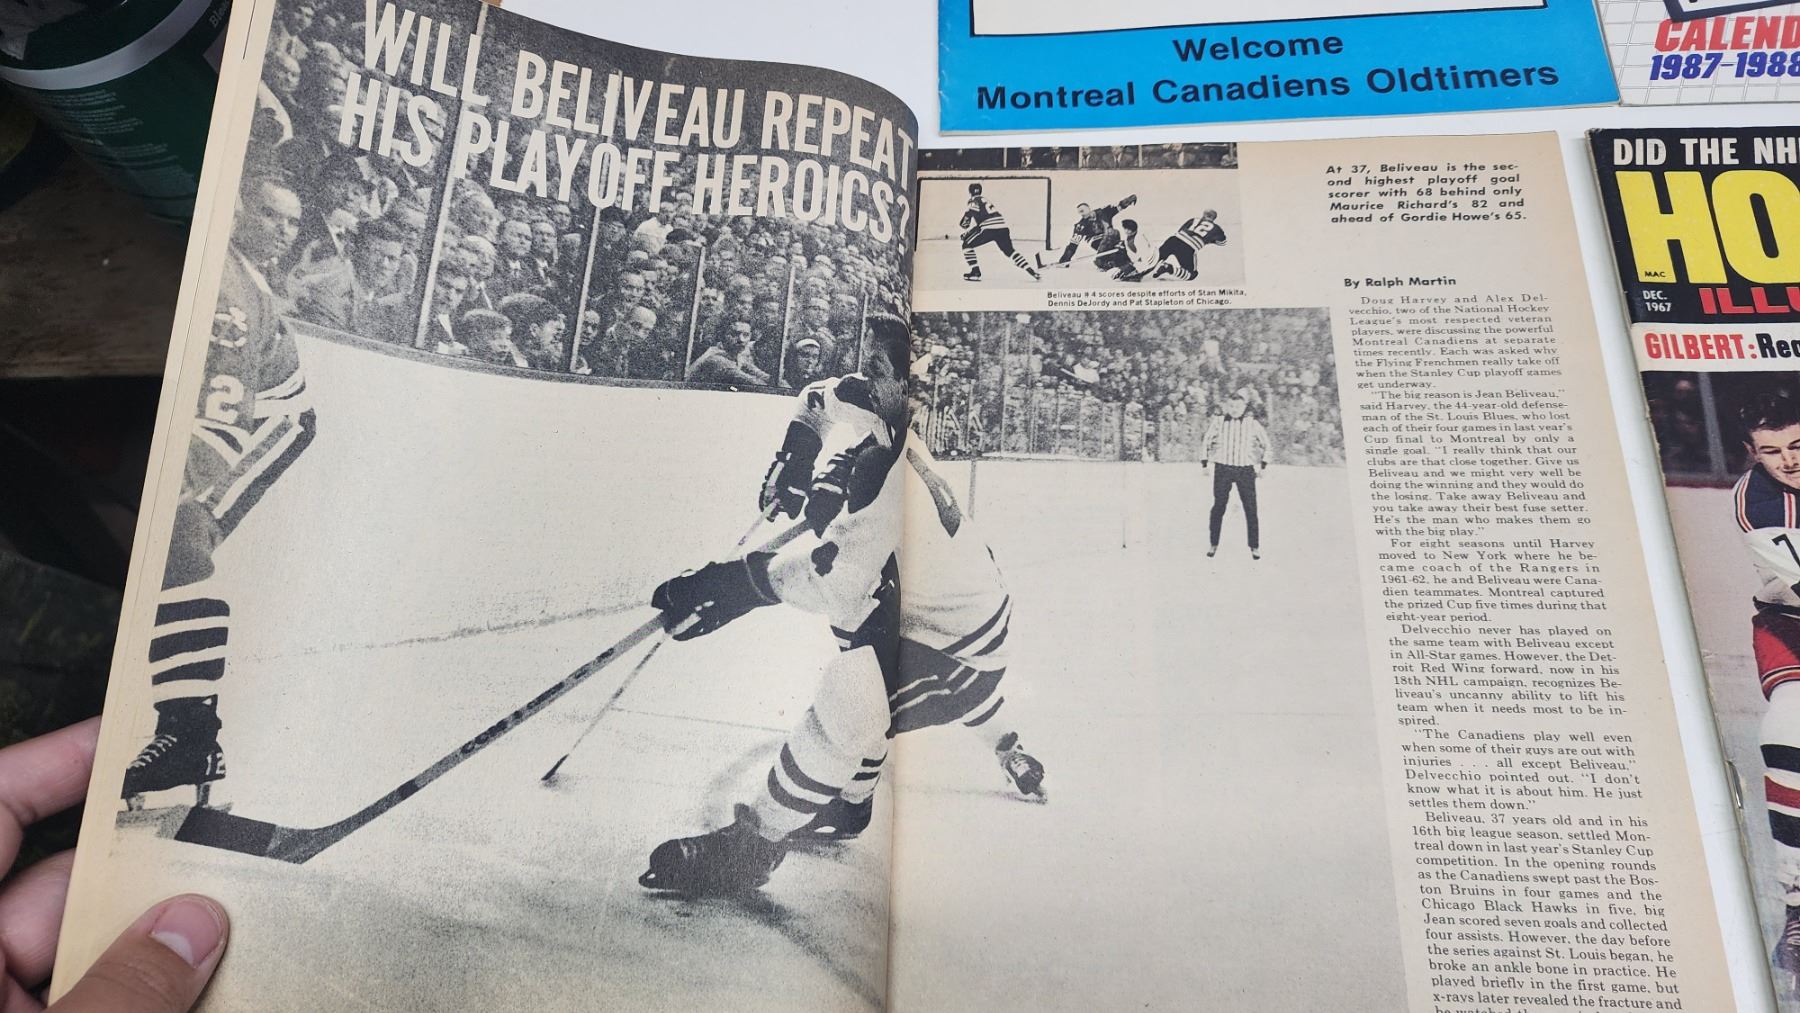 WILL BELIVEAU REPEAT
HIS PLAYOFF HEROICS?
Welcome
Montreal Canadiens Oldtimers
CALEND
1987-1988
At 37, Beliveau is the sec-
ond highest playoff goal
scorer with 68 behind only
Maurice Richard's 82 and
ahead of Gordie Howe's 65.
Beliveau #4 scores despite efforts of Stan Mikita,
Dennis DeJordy and Pat Stapleton of Chicago.
By Ralph Martin
Doug Harvey and Alex Del-
vecchio, two of the National Hockey
League's most respected veteran
players, were discussing the powerful
Montreal Canadiens at separate
times recently. Each was asked why
the Flying Frenchmen really take off
when the Stanley Cup playoff games
get underway.
"The big reason is Jean Beliveau,"
said Harvey, the 44-year-old defense-
man of the St. Louis Blues, who lost
each of their four games in last year's
Cup final to Montreal by only a
single goal. "I really think that our
clubs are that close together. Give us
Beliveau and we might very well be
doing the winning and they would do
the losing. Take away Beliveau and
you take away their best fuse setter.
He's the man who makes them go
with the big play."
For eight seasons until Harvey
moved to New York where he be-
came coach of the Rangers in
1961-62, he and Beliveau were Cana-
dien teammates. Montreal captured
the prized Cup five times during that
eight-year period.
Delvecchio never has played on
the same team with Beliveau except
in All-Star games. However, the Det-
roit Red Wing forward, now in his
18th NHL campaign, recognizes Be-
liveau's uncanny ability to lift his
team when it needs most to be in-
spired.
"The Canadiens play well even
when some of their guys are out with
injuries . . . all except Beliveau,"
Delvecchio pointed out. "I don't
know what it is about him. He just
settles them down."
Beliveau, 37 years old and in his
16th big league season, settled Mon-
treal down in last year's Stanley Cup
competition. In the opening rounds
as the Canadiens swept past the Bos-
ton Bruins in four games and the
Chicago Black Hawks in five, big
Jean scored seven goals and collected
four assists. However, the day before
the series against St. Louis began, he
broke an ankle bone in practice. He
played briefly in the first game, but
x-rays later revealed the fracture and
DID THE NH
HO
MAC
DEC.
1967
ILLU
GILBERT: Rec
7
2
12